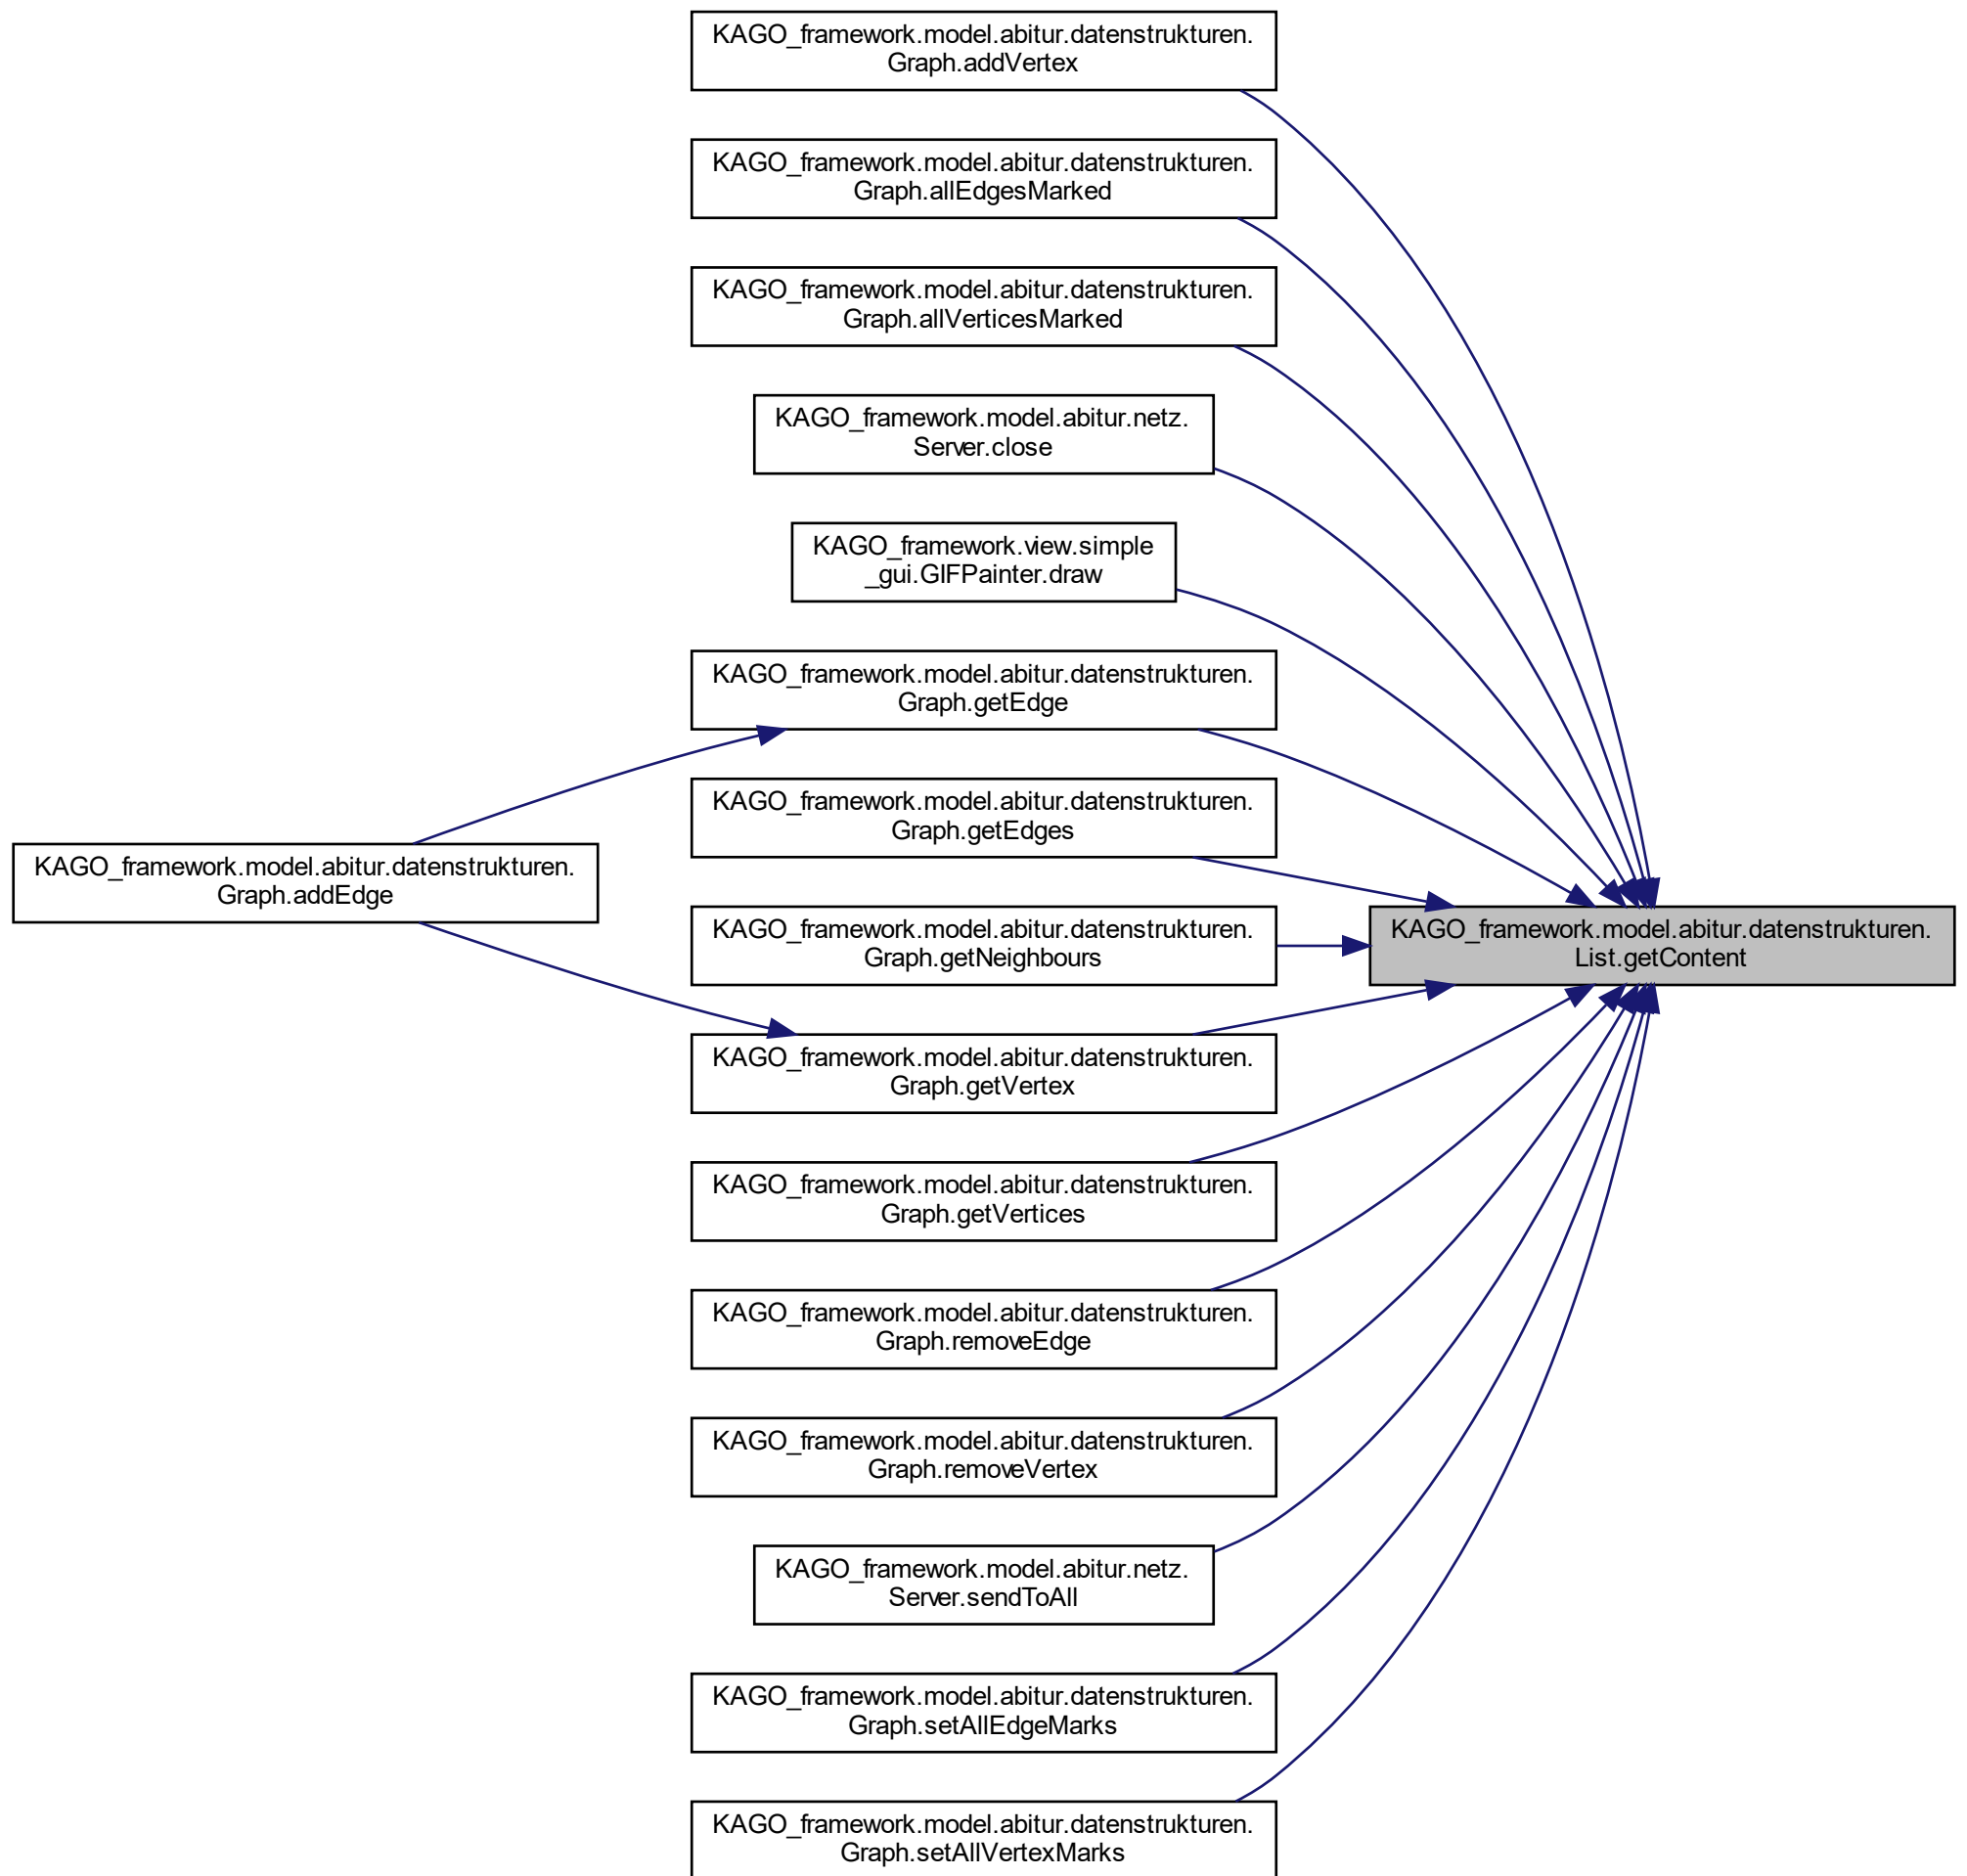 KAGO_framework.model.abitur.datenstrukturen.
Graph.addVertex
KAGO_framework.model.abitur.datenstrukturen.
Graph.allEdgesMarked
KAGO_framework.model.abitur.datenstrukturen.
Graph.allVerticesMarked
KAGO_framework.model.abitur.netz.
Server.close
KAGO_framework.view.simple
_gui.GIFPainter.draw
KAGO_framework.model.abitur.datenstrukturen.
Graph.getEdge
KAGO_framework.model.abitur.datenstrukturen.
Graph.getEdges
KAGO_framework.model.abitur.datenstrukturen.
Graph.addEdge
KAGO_framework.model.abitur.datenstrukturen.
Graph.getNeighbours
KAGO_framework.model.abitur.datenstrukturen.
List.getContent
KAGO_framework.model.abitur.datenstrukturen.
Graph.getVertex
KAGO_framework.model.abitur.datenstrukturen.
Graph.getVertices
KAGO_framework.model.abitur.datenstrukturen.
Graph.removeEdge
KAGO_framework.model.abitur.datenstrukturen.
Graph.removeVertex
KAGO_framework.model.abitur.netz.
Server.sendToAll
KAGO_framework.model.abitur.datenstrukturen.
Graph.setAllEdgeMarks
KAGO_framework.model.abitur.datenstrukturen.
Graph.setAllVertexMarks